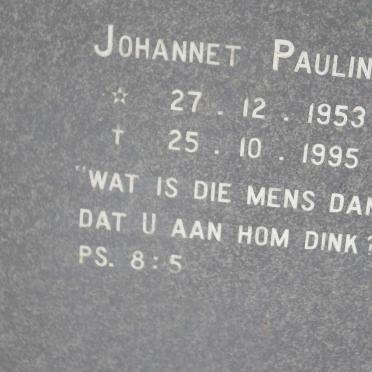 JOHANNET PAULIN
☆ 27 . 12 . 1953
† 25 . 10 . 1995
"WAT IS DIE MENS DAN
DAT U AAN HOM DINK?
PS. 8:5